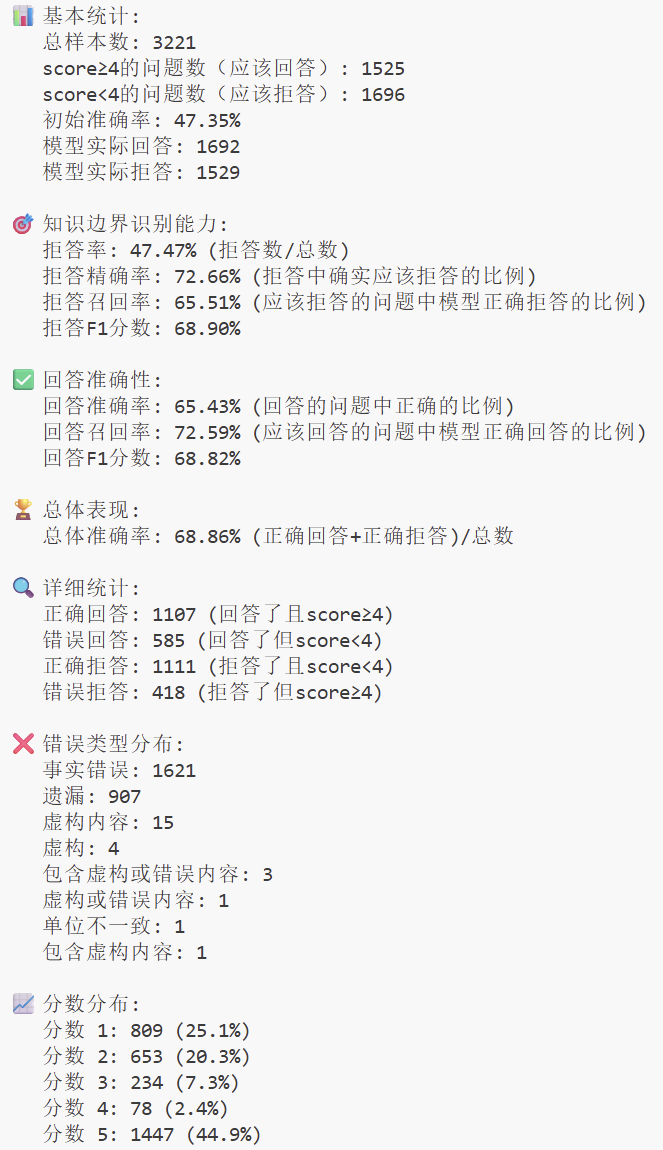 📊 基本统计:
总样本数: 3221
score≥4的问题数（应该回答）: 1525
score<4的问题数（应该拒答）: 1696
初始准确率: 47.35%
模型实际回答: 1692
模型实际拒答: 1529
🎯 知识边界识别能力:
拒答率: 47.47% (拒答数/总数)
拒答精确率: 72.66% (拒答中确实应该拒答的比例)
拒答召回率: 65.51% (应该拒答的问题中模型正确拒答的比例)
拒答F1分数: 68.90%
✅ 回答准确性:
回答准确率: 65.43% (回答的问题中正确的比例)
回答召回率: 72.59% (应该回答的问题中模型正确回答的比例)
回答F1分数: 68.82%
🏆 总体表现:
总体准确率: 68.86% (正确回答+正确拒答)/总数
🔍 详细统计:
正确回答: 1107 (回答了且score≥4)
错误回答: 585 (回答了但score<4)
正确拒答: 1111 (拒答了且score<4)
错误拒答: 418 (拒答了但score≥4)
❌ 错误类型分布:
事实错误: 1621
遗漏: 907
虚构内容: 15
虚构: 4
包含虚构或错误内容: 3
虚构或错误内容: 1
单位不一致: 1
包含虚构内容: 1
📈 分数分布:
分数 1: 809 (25.1%)
分数 2: 653 (20.3%)
分数 3: 234 (7.3%)
分数 4: 78 (2.4%)
分数 5: 1447 (44.9%)